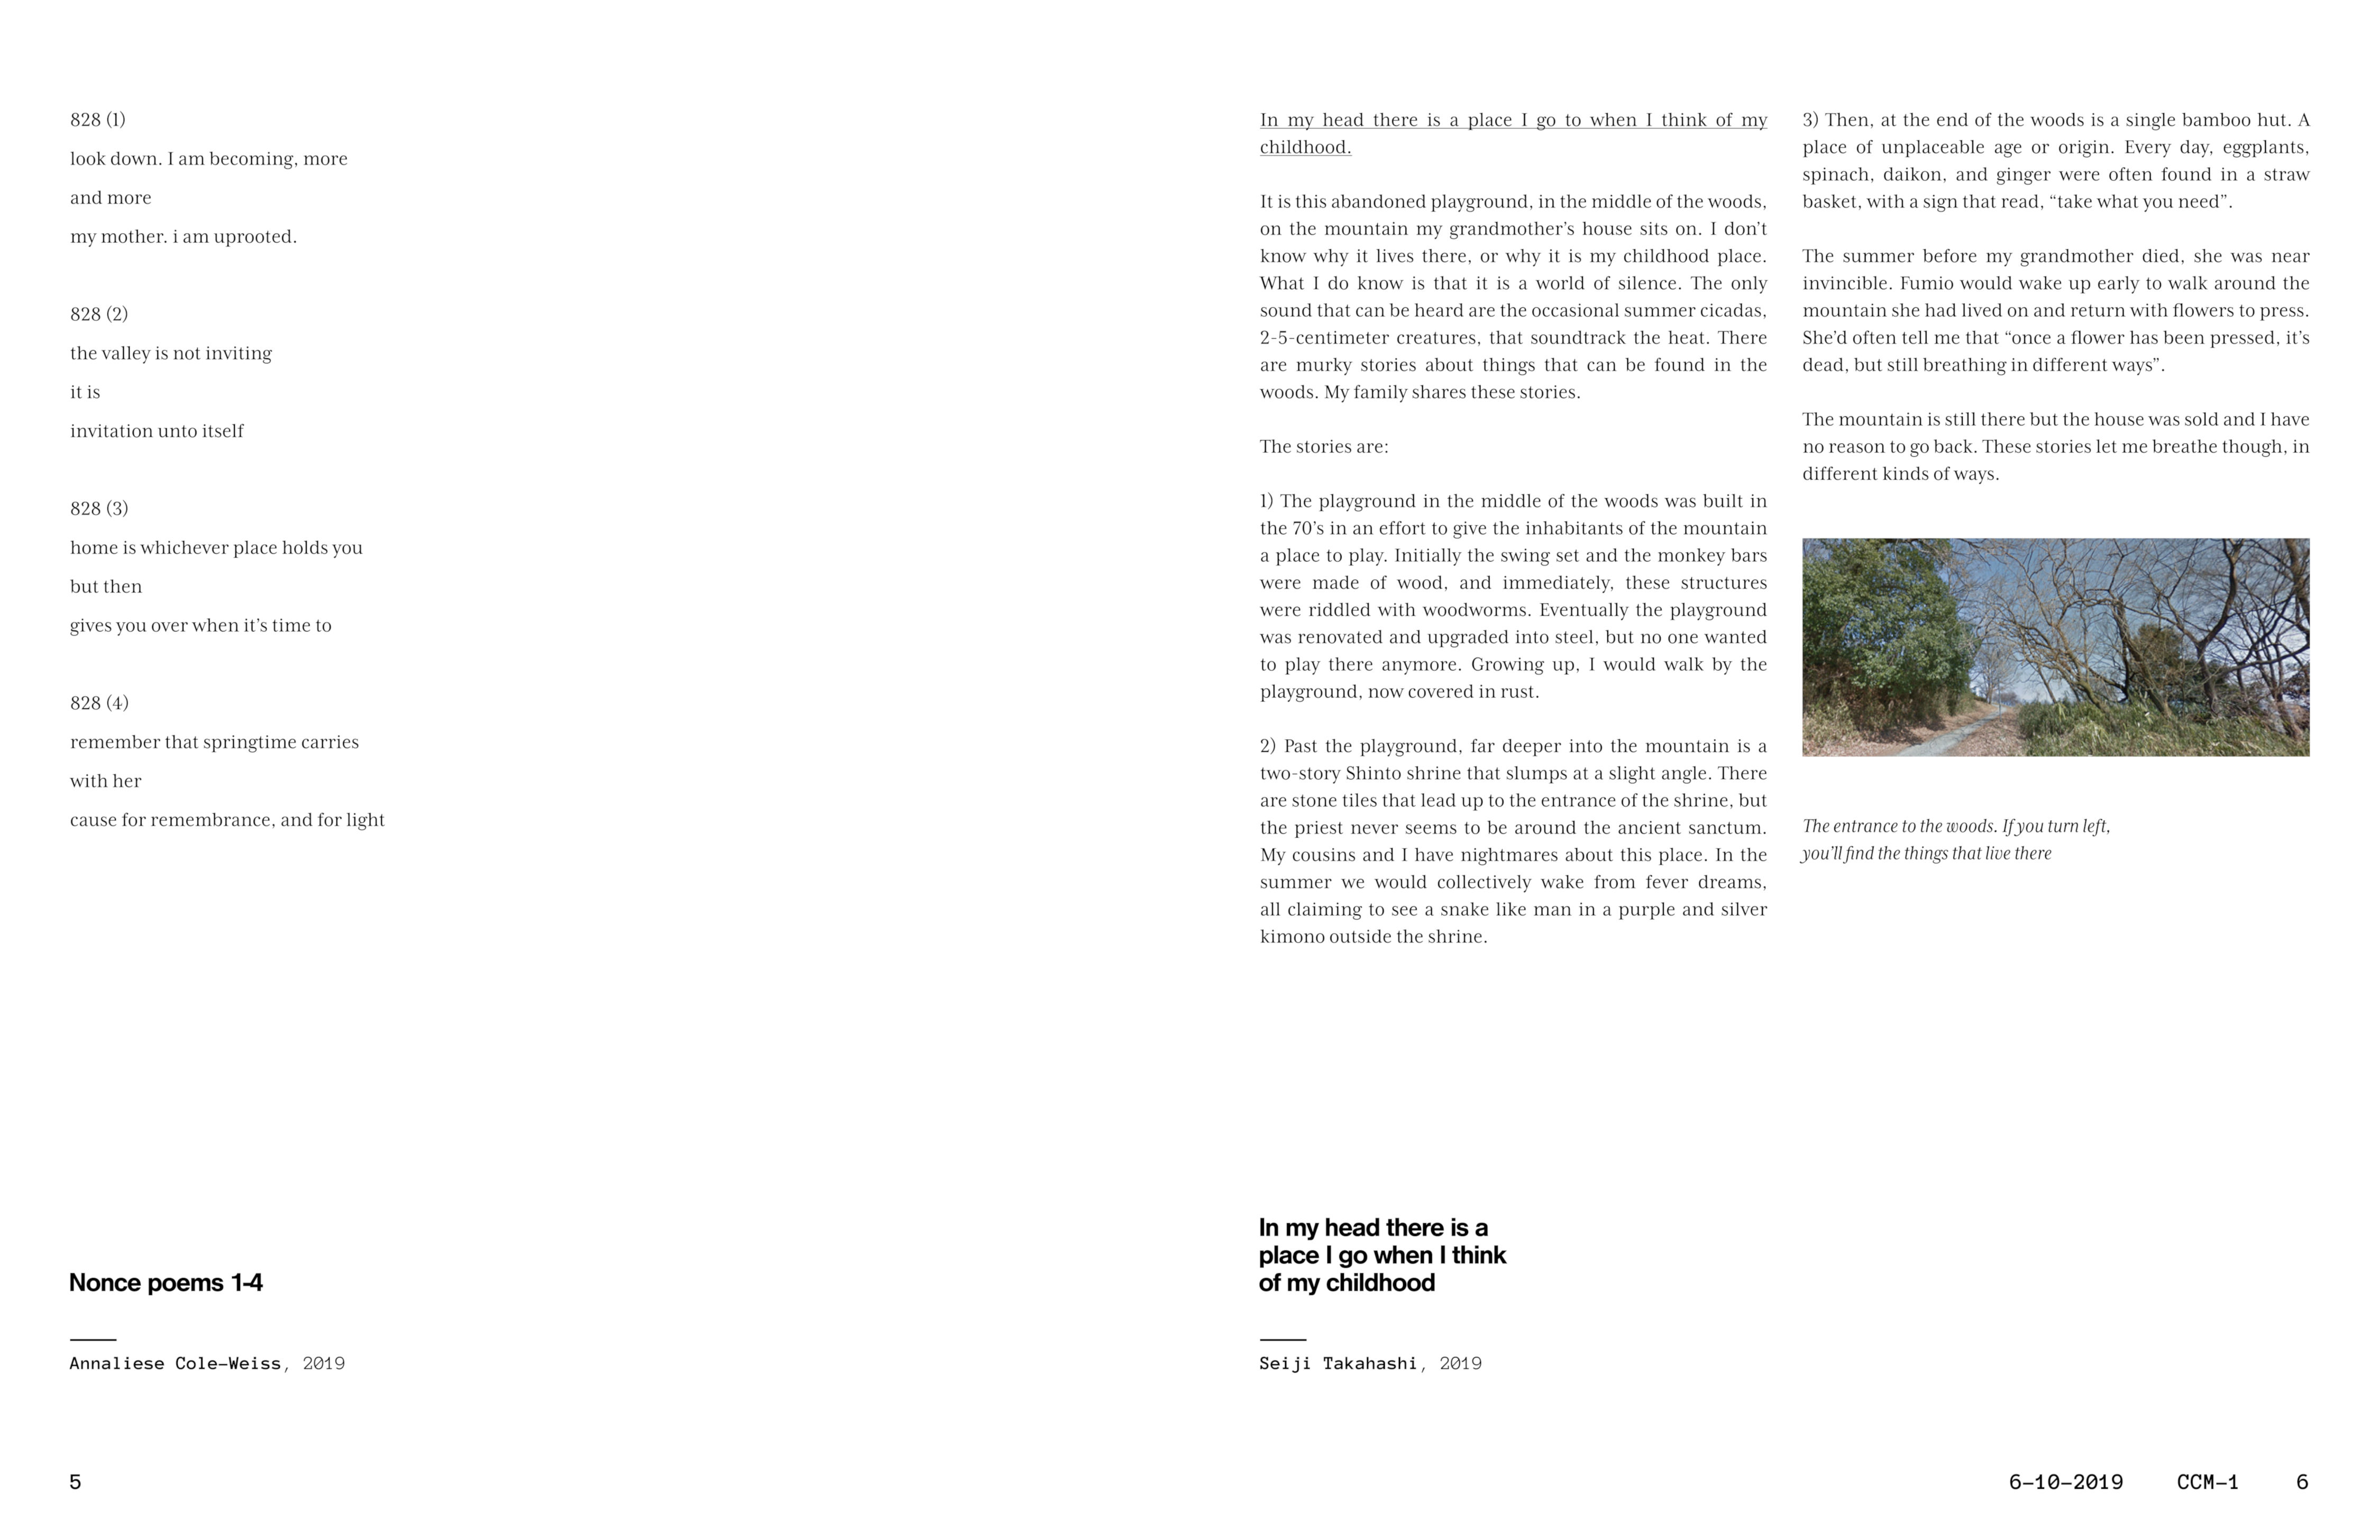 828 (1)
look down. I am becoming, more
and more
my mother. i am uprooted.
828 (2)
the valley is not inviting
it is
invitation unto itself
828 (3)
home is whichever place holds you
but then
gives you over when it’s time to
828 (4)
remember that springtime carries
with her
cause for remembrance, and for light
Nonce poems 1-4
Annaliese Cole-Weiss, 2019
5
In my head there is a place I go to when I think of my
childhood.
It is this abandoned playground, in the middle of the woods,
on the mountain my grandmother’s house sits on. I don’t
know why it lives there, or why it is my childhood place.
What I do know is that it is a world of silence. The only
sound that can be heard are the occasional summer cicadas,
2-5-centimeter creatures, that soundtrack the heat. There
are murky stories about things that can be found in the
woods. My family shares these stories.
The stories are:
1) The playground in the middle of the woods was built in
the 70’s in an effort to give the inhabitants of the mountain
a place to play. Initially the swing set and the monkey bars
were made of wood, and immediately, these structures
were riddled with woodworms. Eventually the playground
was renovated and upgraded into steel, but no one wanted
to play there anymore. Growing up, I would walk by the
playground, now covered in rust.
2) Past the playground, far deeper into the mountain is a
two-story Shinto shrine that slumps at a slight angle. There
are stone tiles that lead up to the entrance of the shrine, but
the priest never seems to be around the ancient sanctum.
My cousins and I have nightmares about this place. In the
summer we would collectively wake from fever dreams,
all claiming to see a snake like man in a purple and silver
kimono outside the shrine.
3) Then, at the end of the woods is a single bamboo hut. A
place of unplaceable age or origin. Every day, eggplants,
spinach, daikon, and ginger were often found in a straw
basket, with a sign that read, “take what you need”.
The summer before my grandmother died, she was near
invincible. Fumio would wake up early to walk around the
mountain she had lived on and return with flowers to press.
She’d often tell me that “once a flower has been pressed, it’s
dead, but still breathing in different ways”.
The mountain is still there but the house was sold and I have
no reason to go back. These stories let me breathe though, in
different kinds of ways.
The entrance to the woods. If you turn left,
you’ll find the things that live there
In my head there is a
place I go when I think
of my childhood
Seiji Takahashi, 2019
6-10-2019 CCM-1 6